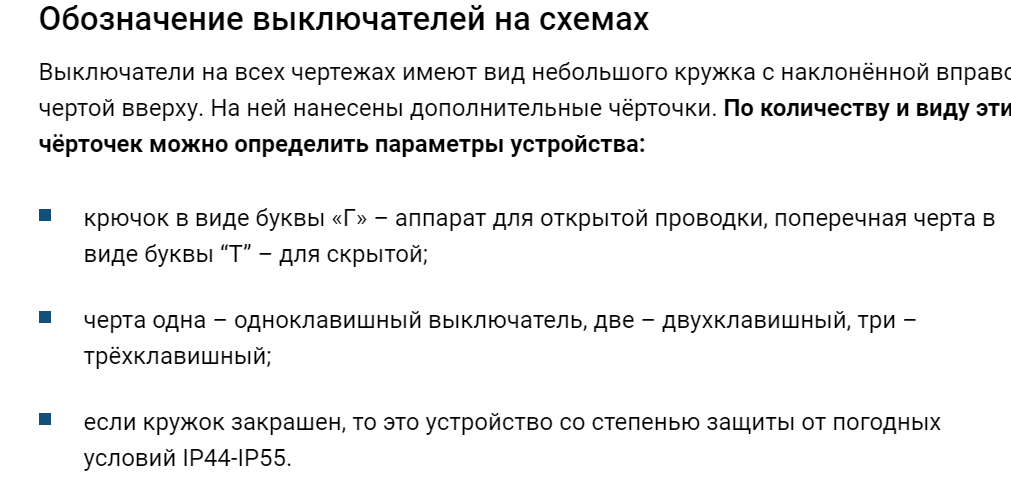 Обозначение выключателей на схемах
Выключатели на всех чертежах имеют вид небольшого кружка с наклонённой вправо
чертой вверху. На ней нанесены дополнительные чёрточки. По количеству и виду эти
чёрточек можно определить параметры устройства:
крючок в виде буквы «Г» – аппарат для открытой проводки, поперечная черта в
виде буквы “Т” – для скрытой;
черта одна – одноклавишный выключатель, две – двухклавишный, три –
трёхклавишный;
если кружок закрашен, то это устройство со степенью защиты от погодных
условий IP44-IP55.